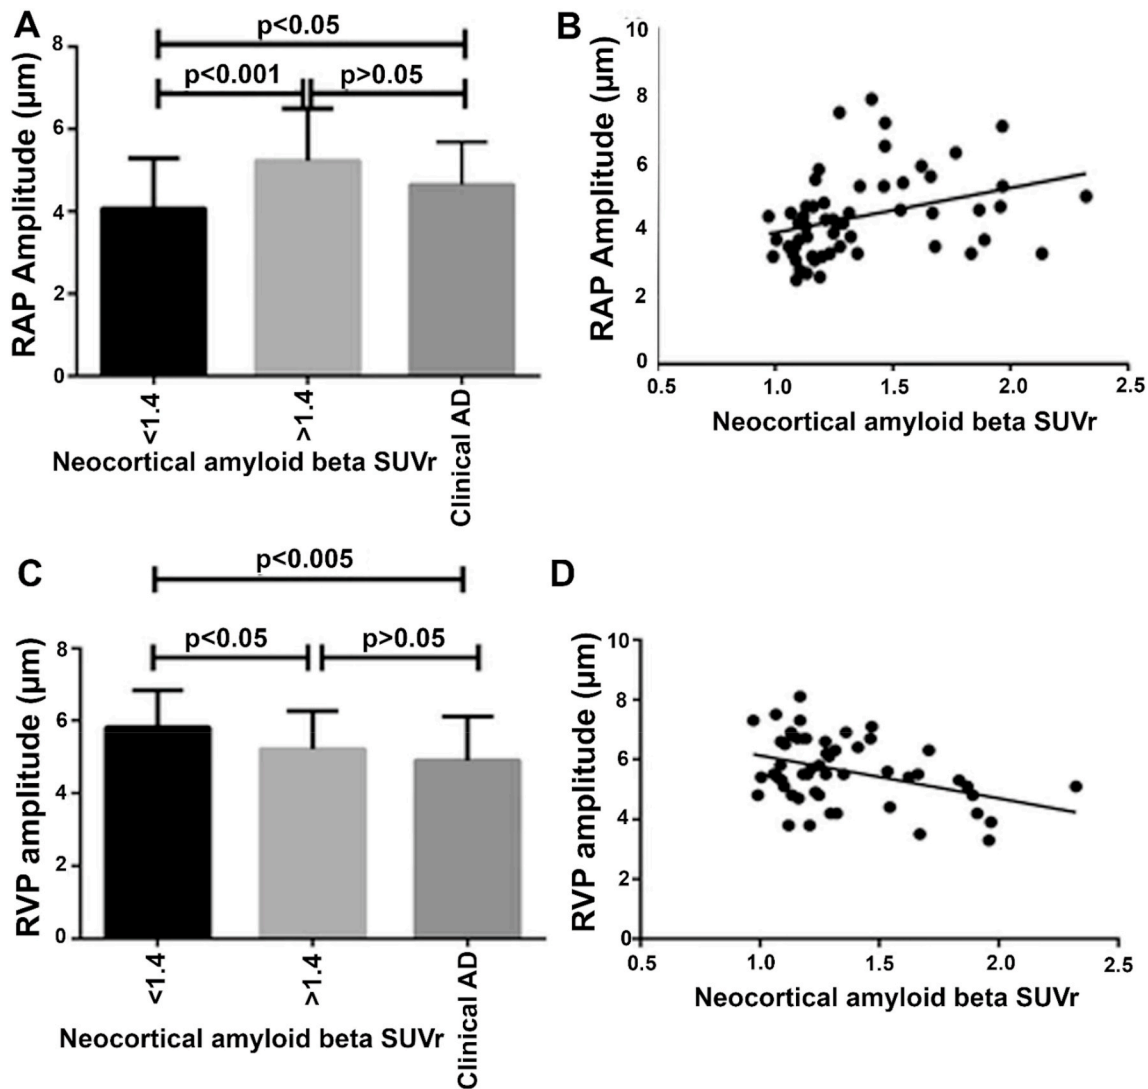 A
p<0.05
p<0.001
p>0.05
RAP Amplitude (µm)
8
6
4
2
0
<1.4
>1.4
Clinical AD
Neocortical amyloid beta SUVr
B
RAP Amplitude (µm)
10
8
6
4
2
0
0.5
1.0
1.5
2.0
2.5
Neocortical amyloid beta SUVr
C
p<0.005
p<0.05
p>0.05
RVP amplitude (µm)
8
6
4
2
0
<1.4
>1.4
Clinical AD
Neocortical amyloid beta SUVr
D
RVP amplitude (µm)
10
8
6
4
2
0
0.5
1.0
1.5
2.0
2.5
Neocortical amyloid beta SUVr